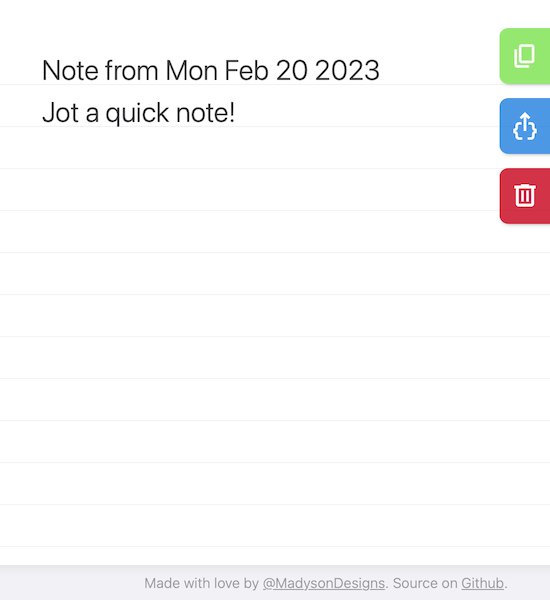 Note from Mon Feb 20 2023
Jot a quick note!
Made with love by @MadysonDesigns. Source on Github.